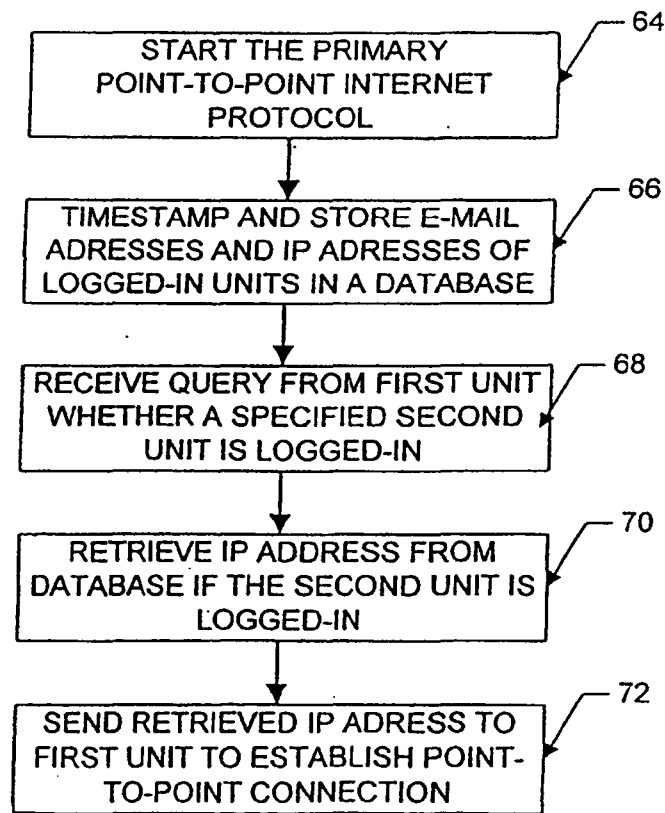 START THE PRIMARY
POINT-TO-POINT INTERNET
PROTOCOL
64
TIMESTAMP AND STORE E-MAIL
ADRESSES AND IP ADRESSES OF
LOGGED-IN UNITS IN A DATABASE
66
RECEIVE QUERY FROM FIRST UNIT
WHETHER A SPECIFIED SECOND
UNIT IS LOGGED-IN
68
RETRIEVE IP ADDRESS FROM
DATABASE IF THE SECOND UNIT IS
LOGGED-IN
70
SEND RETRIEVED IP ADRESS TO
FIRST UNIT TO ESTABLISH POINT-
TO-POINT CONNECTION
72